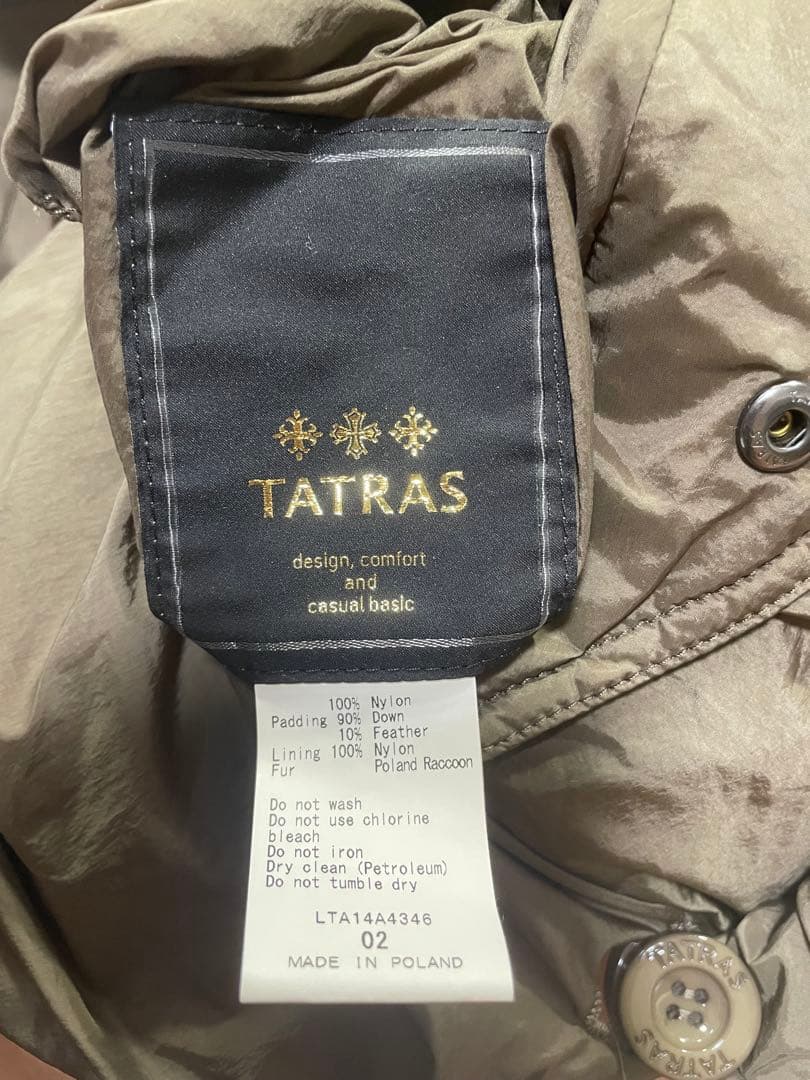 TATRAS
design, comfort
and
casual basic
100% Nylon
Padding 90% Down
10% Feather
Lining 100% Nylon
Fur Poland Raccoon
Do not wash
Do not use chlorine
bleach
Do not iron
Dry clean (Petroleum)
Do not tumble dry
LTA14A4346
02
MADE IN POLAND
TATRAS
TATRAS